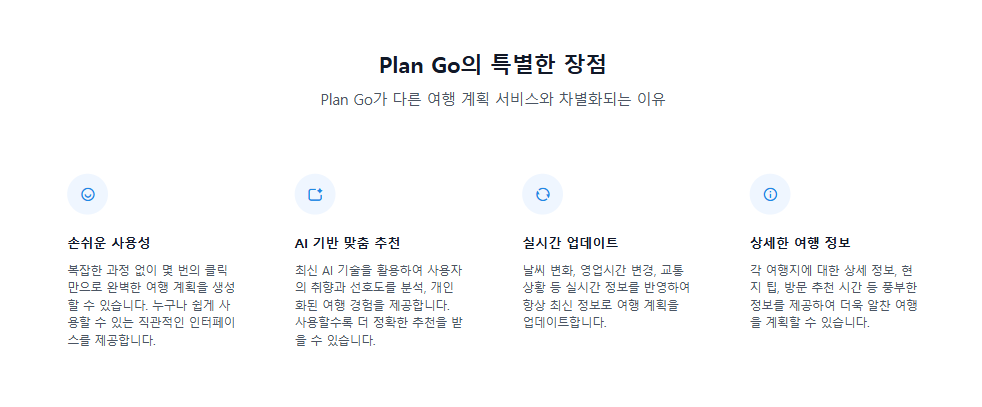 Plan Go의 특별한 장점
Plan Go가 다른 여행 계획 서비스와 차별화되는 이유
손쉬운 사용성
복잡한 과정 없이 몇 번의 클릭
만으로 완벽한 여행 계획을 생성
할 수 있습니다. 누구나 쉽게 사
용할 수 있는 직관적인 인터페이
스를 제공합니다.
AI 기반 맞춤 추천
최신 AI 기술을 활용하여 사용자
의 취향과 선호도를 분석, 개인
화된 여행 경험을 제공합니다.
사용할수록 더 정확한 추천을 받
을 수 있습니다.
실시간 업데이트
날씨 변화, 영업시간 변경, 교통
상황 등 실시간 정보를 반영하여
항상 최신 정보로 여행 계획을
업데이트합니다.
상세한 여행 정보
각 여행지에 대한 상세 정보, 현
지 팁, 방문 추천 시간 등 풍부한
정보를 제공하여 더욱 알찬 여행
을 계획할 수 있습니다.